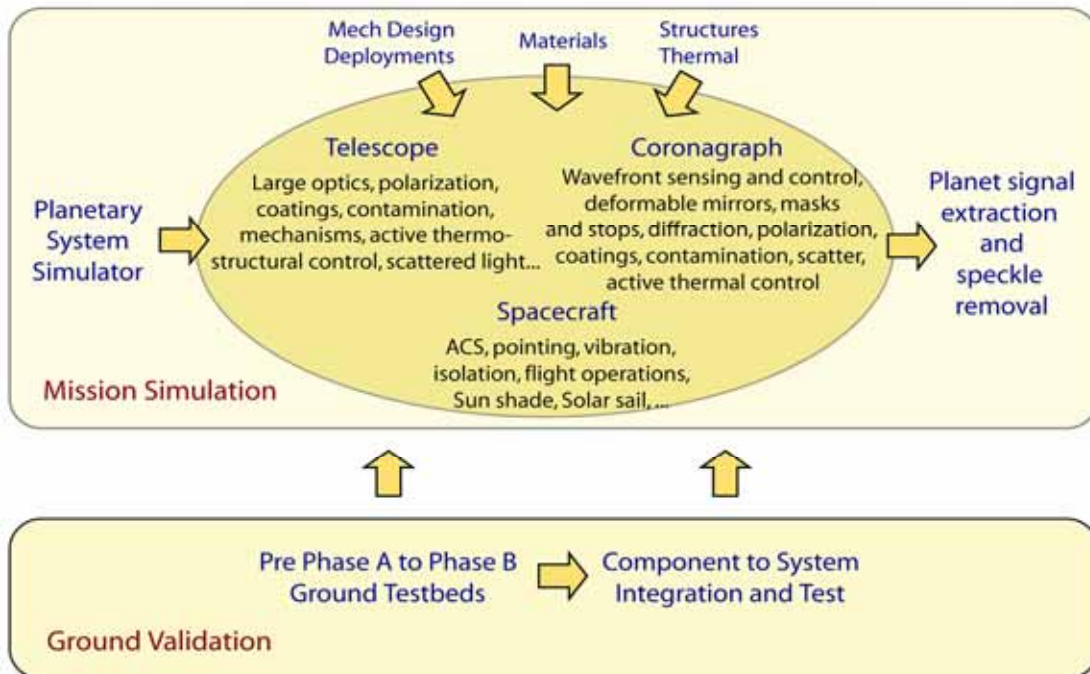 Mech Design
Deployments
Materials
Structures
Thermal
Telescope
Large optics, polarization,
coatings, contamination,
mechanisms, active thermo-
structural control, scattered light...
Coronagraph
Wavefront sensing and control,
deformable mirrors, masks
and stops, diffraction, polarization,
coatings, contamination, scatter,
active thermal control
Planetary
System
Simulator
Planet signal
extraction
and
speckle
removal
Spacecraft
ACS, pointing, vibration,
isolation, flight operations,
Sun shade, Solar sail, ...
Mission Simulation
Pre Phase A to Phase B
Ground Testbeds
Component to System
Integration and Test
Ground Validation